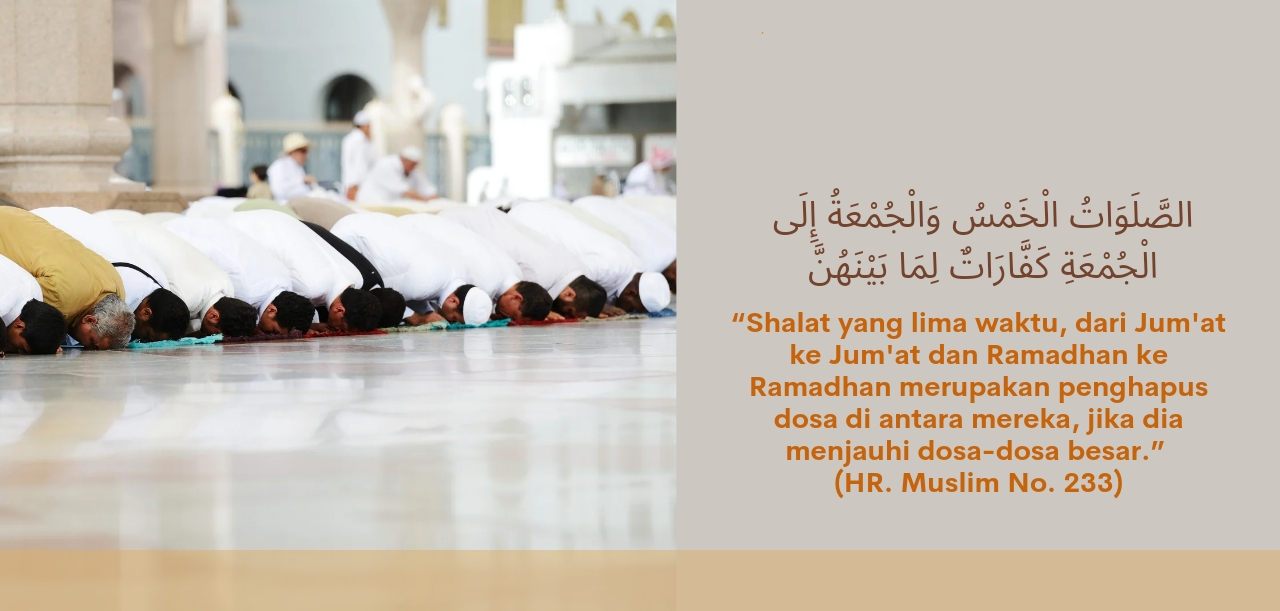 الصَّلَوَاتُ الْخَمْسُ وَالْجُمْعَةُ إِلَى
الْجُمْعَةِ كَفَّارَاتٌ لِمَا بَيْنَهُنَّ
“Shalat yang lima waktu, dari Jum'at
ke Jum'at dan Ramadhan ke
Ramadhan merupakan penghapus
dosa di antara mereka, jika dia
menjauhi dosa-dosa besar.”
(HR. Muslim No. 233)